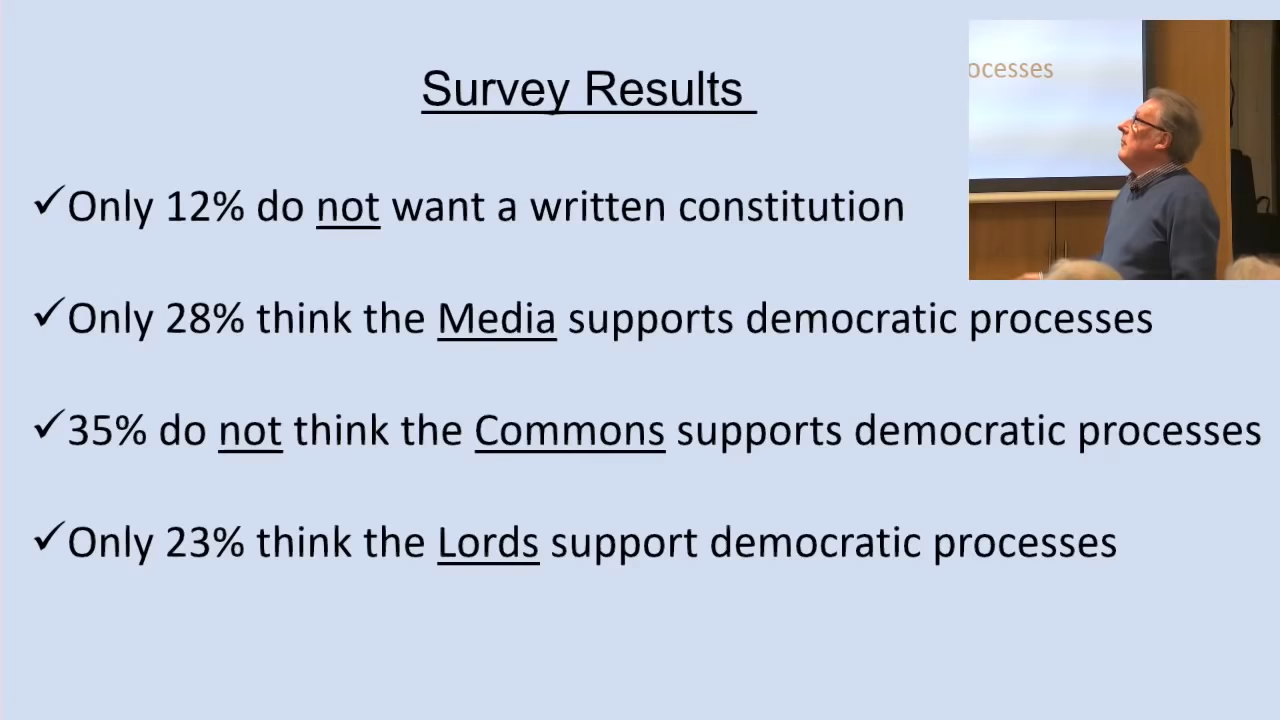 Survey Results
✓Only 12% do not want a written constitution
✓Only 28% think the Media supports democratic processes
✓35% do not think the Commons supports democratic processes
✓Only 23% think the Lords support democratic processes
ocesses